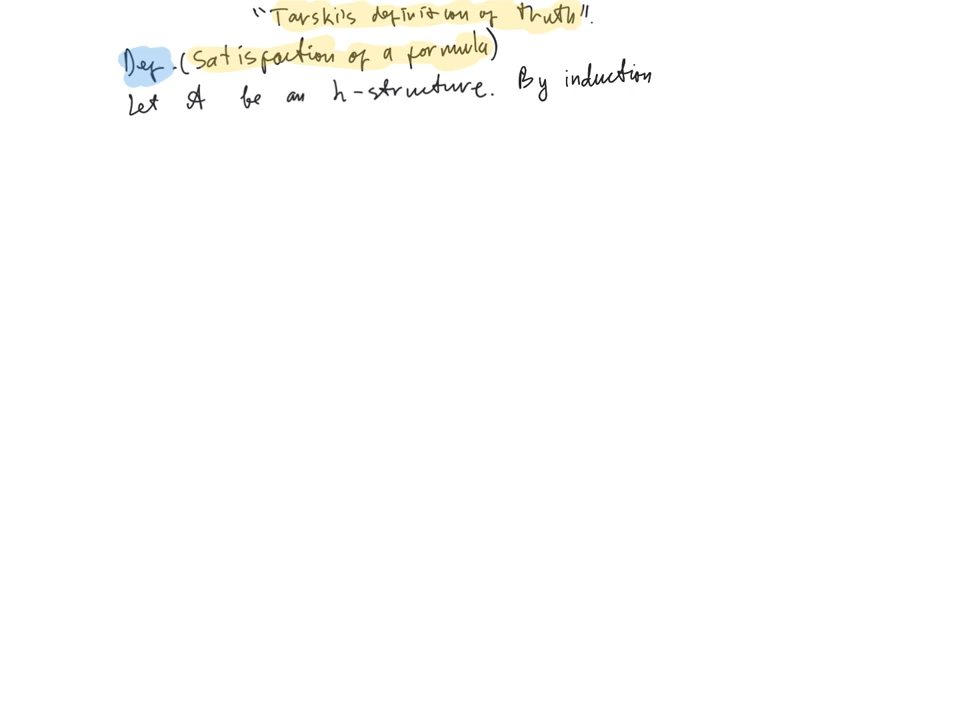 "Tarski's definition of truth".
Def. (Satisfaction of a formula)
Let A be an h-structure. By induction